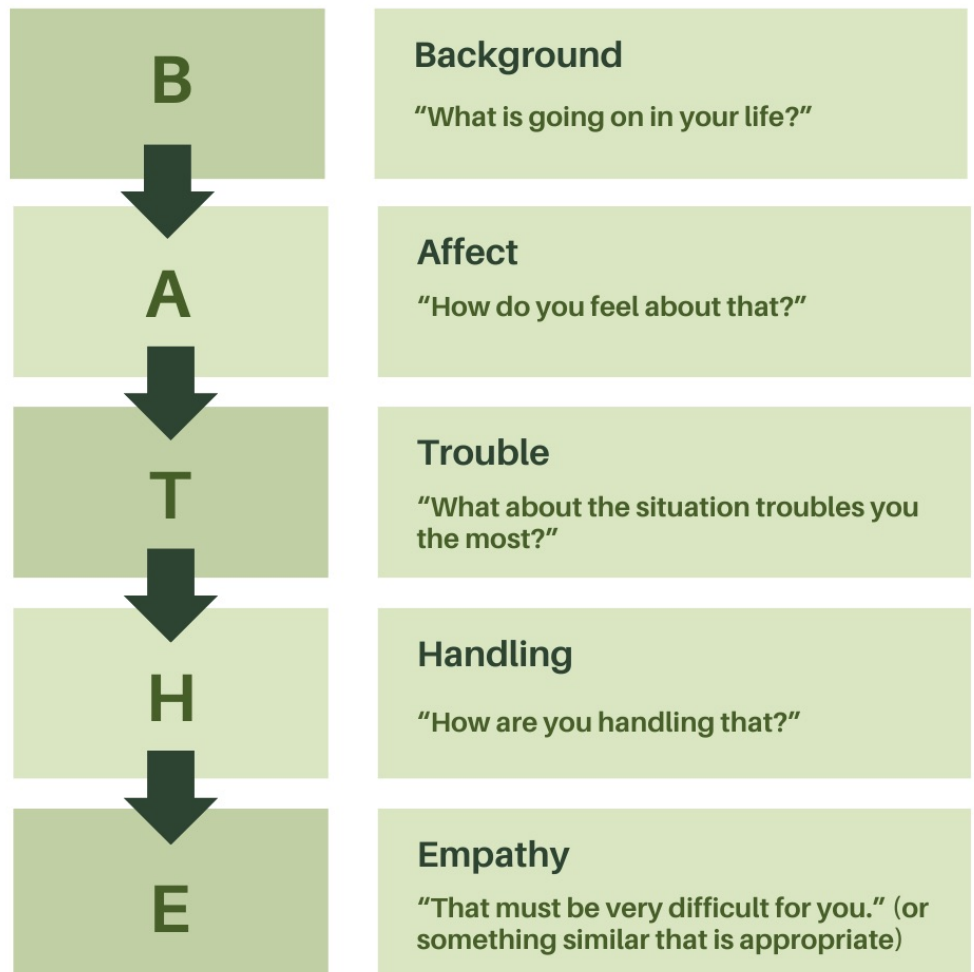 B
Background
“What is going on in your life?”
A
Affect
“How do you feel about that?”
T
Trouble
“What about the situation troubles you
the most?”
H
Handling
“How are you handling that?”
E
Empathy
“That must be very difficult for you.” (or
something similar that is appropriate)